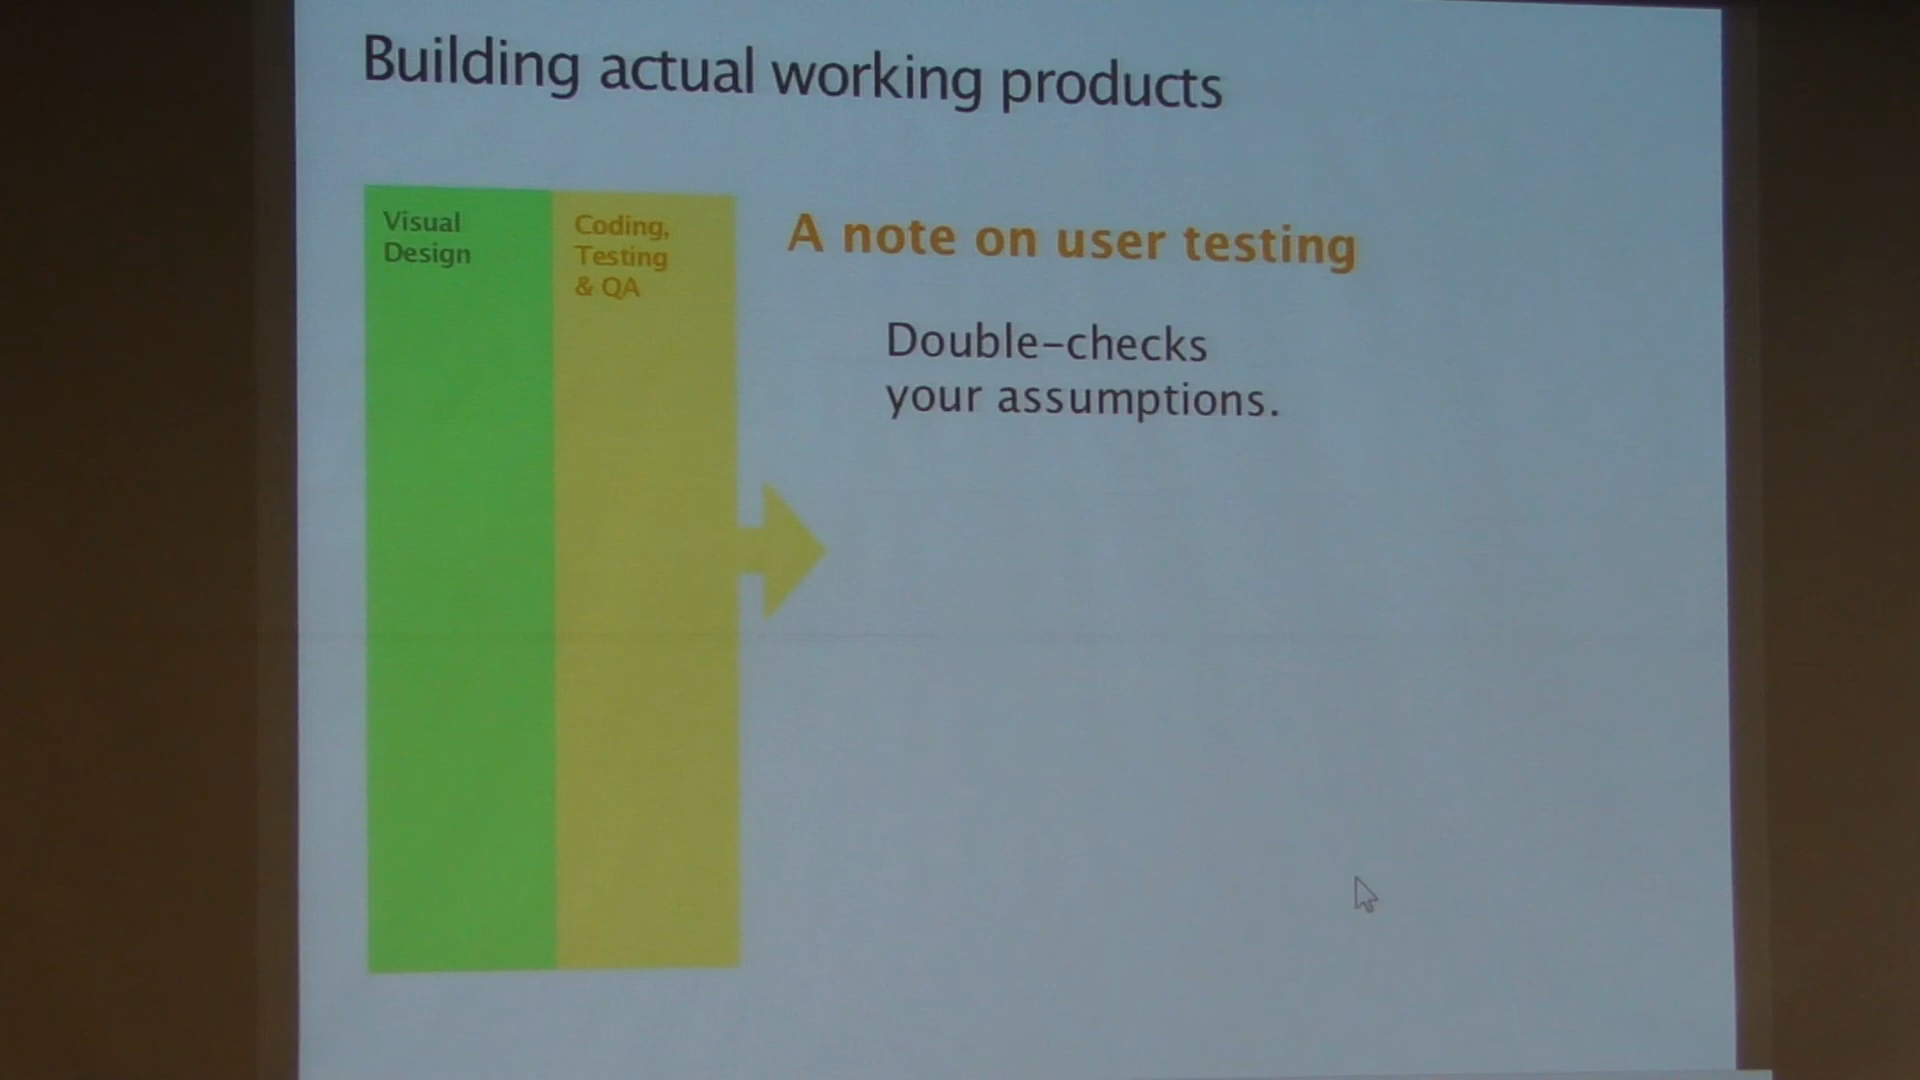 Building actual working products
Visual
Design
Coding,
Testing
& QA
A note on user testing
Double-checks
your assumptions.